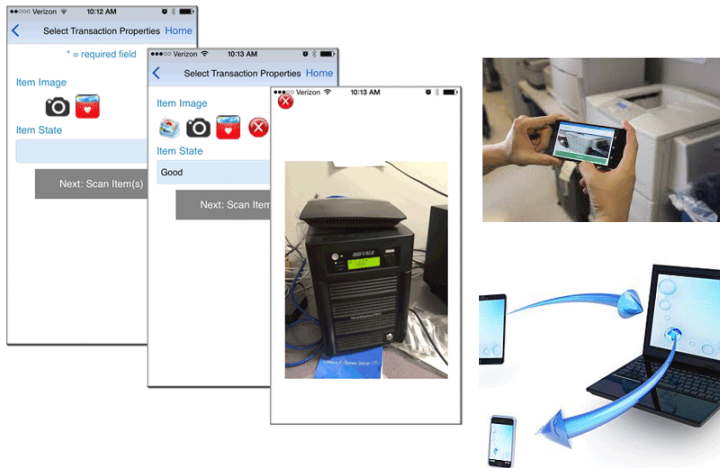 Verizon 10:12 AM
Select Transaction Properties Home
* = required field
Item Image
Item State
Next: Scan Item(s)
Verizon 10:13 AM
Select Transaction Properties Home
Item Image
Item State
Good
Next: Scan Item
Verizon 10:13 AM
BUFFALO